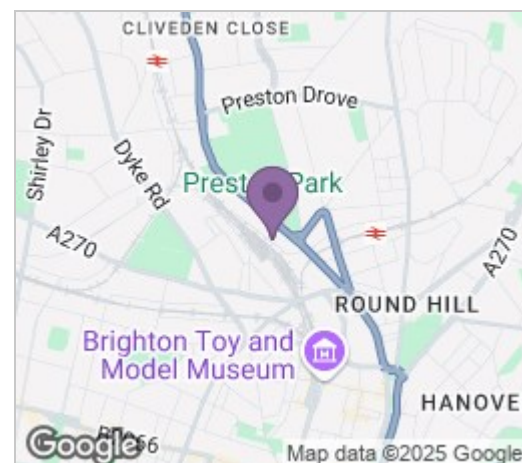 CLIVEDEN CLOSE
Preston Drove
Shirley Dr
Dyke Rd
Preston Park
A270
A270
ROUND HILL
Brighton Toy and
Model Museum
HANOVE
Google
Map data ©2025 Google